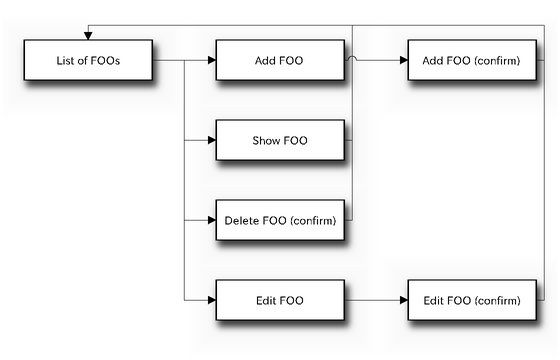 List of FOOs
Add FOO
Add FOO (confirm)
Show FOO
Delete FOO (confirm)
Edit FOO
Edit FOO (confirm)